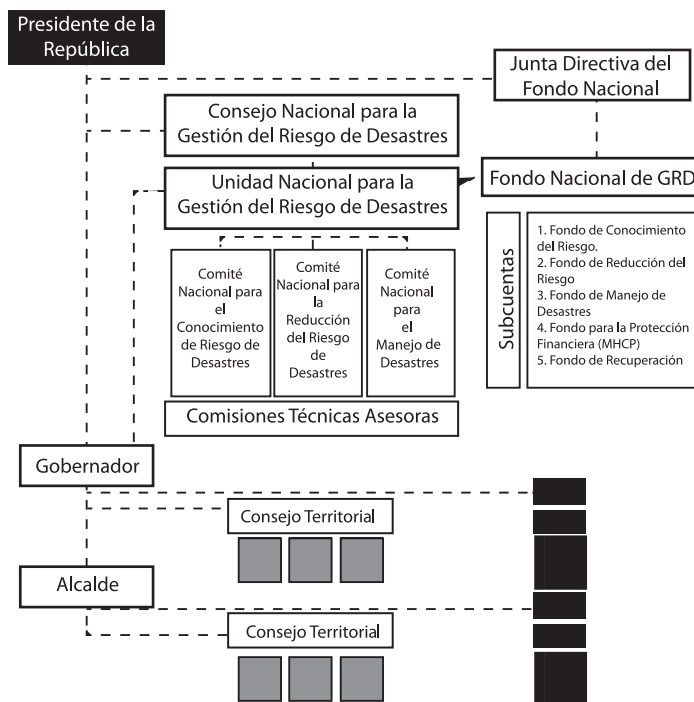 Presidente de la
República
Junta Directiva del
Fondo Nacional
Consejo Nacional para la
Gestión del Riesgo de Desastres
Unidad Nacional para la
Gestión del Riesgo de Desastres
Fondo Nacional de GRD
Comité
Nacional para
el
Conocimiento
de Riesgo de
Desastres
Comité
Nacional para
la
Reducción
del Riesgo
de
Desastres
Comité
Nacional
para
el
Manejo de
Desastres
Subcuentas
1. Fondo de Conocimiento
del Riesgo.
2. Fondo de Reducción del
Riesgo
3. Fondo de Manejo de
Desastres
4. Fondo para la Protección
Financiera (MHCP)
5. Fondo de Recuperación
Comisiones Técnicas Asesoras
Gobernador
Consejo Territorial
Alcalde
Consejo Territorial